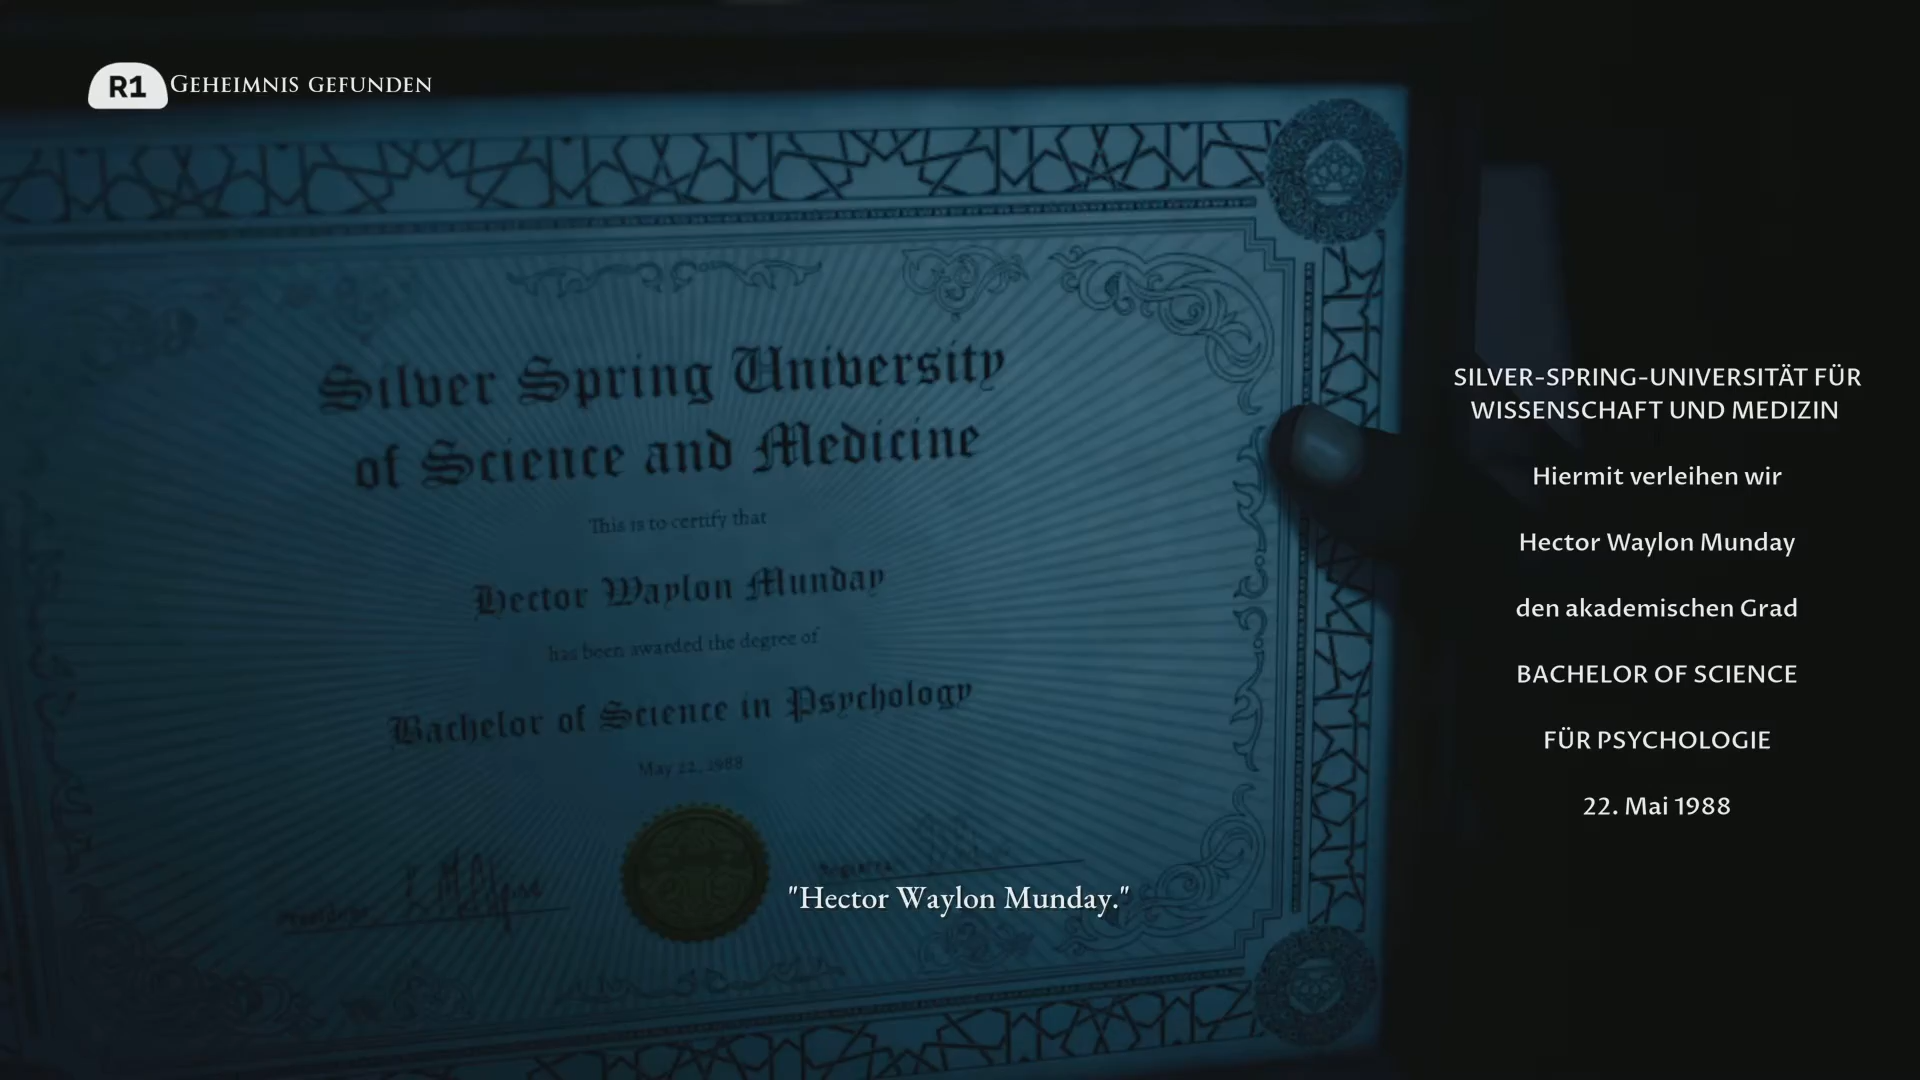 R1 GEHEIMNIS GEFUNDEN
Silver Spring University
of Science and Medicine
This is to certify that
Hector Waylon Munday
has been awarded the degree of
Bachelor of Science in Psychology
May 22, 1988
"Hector Waylon Munday."
SILVER-SPRING-UNIVERSITÄT FÜR
WISSENSCHAFT UND MEDIZIN
Hiermit verleihen wir
Hector Waylon Munday
den akademischen Grad
BACHELOR OF SCIENCE
FÜR PSYCHOLOGIE
22. Mai 1988